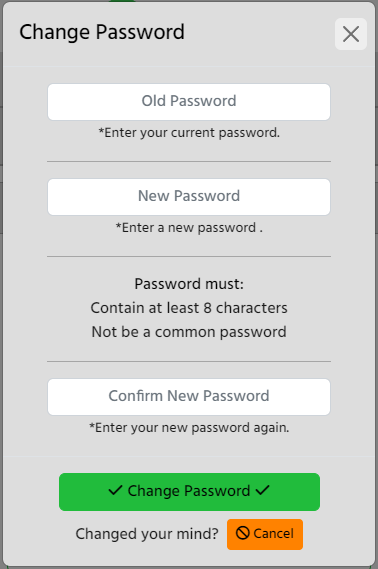 Change Password
Old Password
*Enter your current password.
New Password
*Enter a new password .
Password must:
Contain at least 8 characters
Not be a common password
Confirm New Password
*Enter your new password again.
Change Password
Changed your mind? Cancel